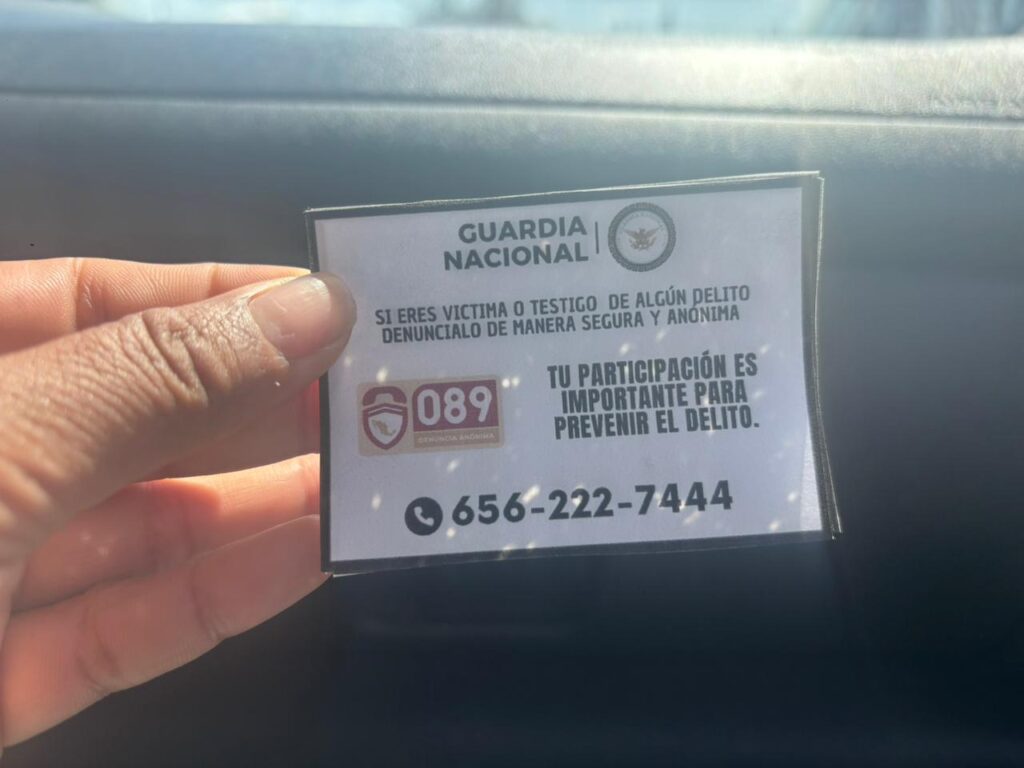 GUARDIA
NACIONAL
SI ERES VICTIMA O TESTIGO DE ALGÚN DELITO
DENUNCIALO DE MANERA SEGURA Y ANÓNIMA
089
DENUNCIA ANÓNIMA
TU PARTICIPACIÓN ES
IMPORTANTE PARA
PREVENIR EL DELITO.
656-222-7444